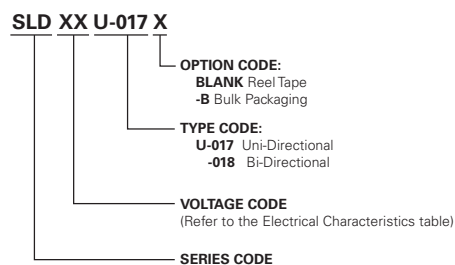 SLD XX U-017 X
OPTION CODE:
BLANK Reel Tape
-B Bulk Packaging
TYPE CODE:
U-017 Uni-Directional
-018 Bi-Directional
VOLTAGE CODE
(Refer to the Electrical Characteristics table)
SERIES CODE